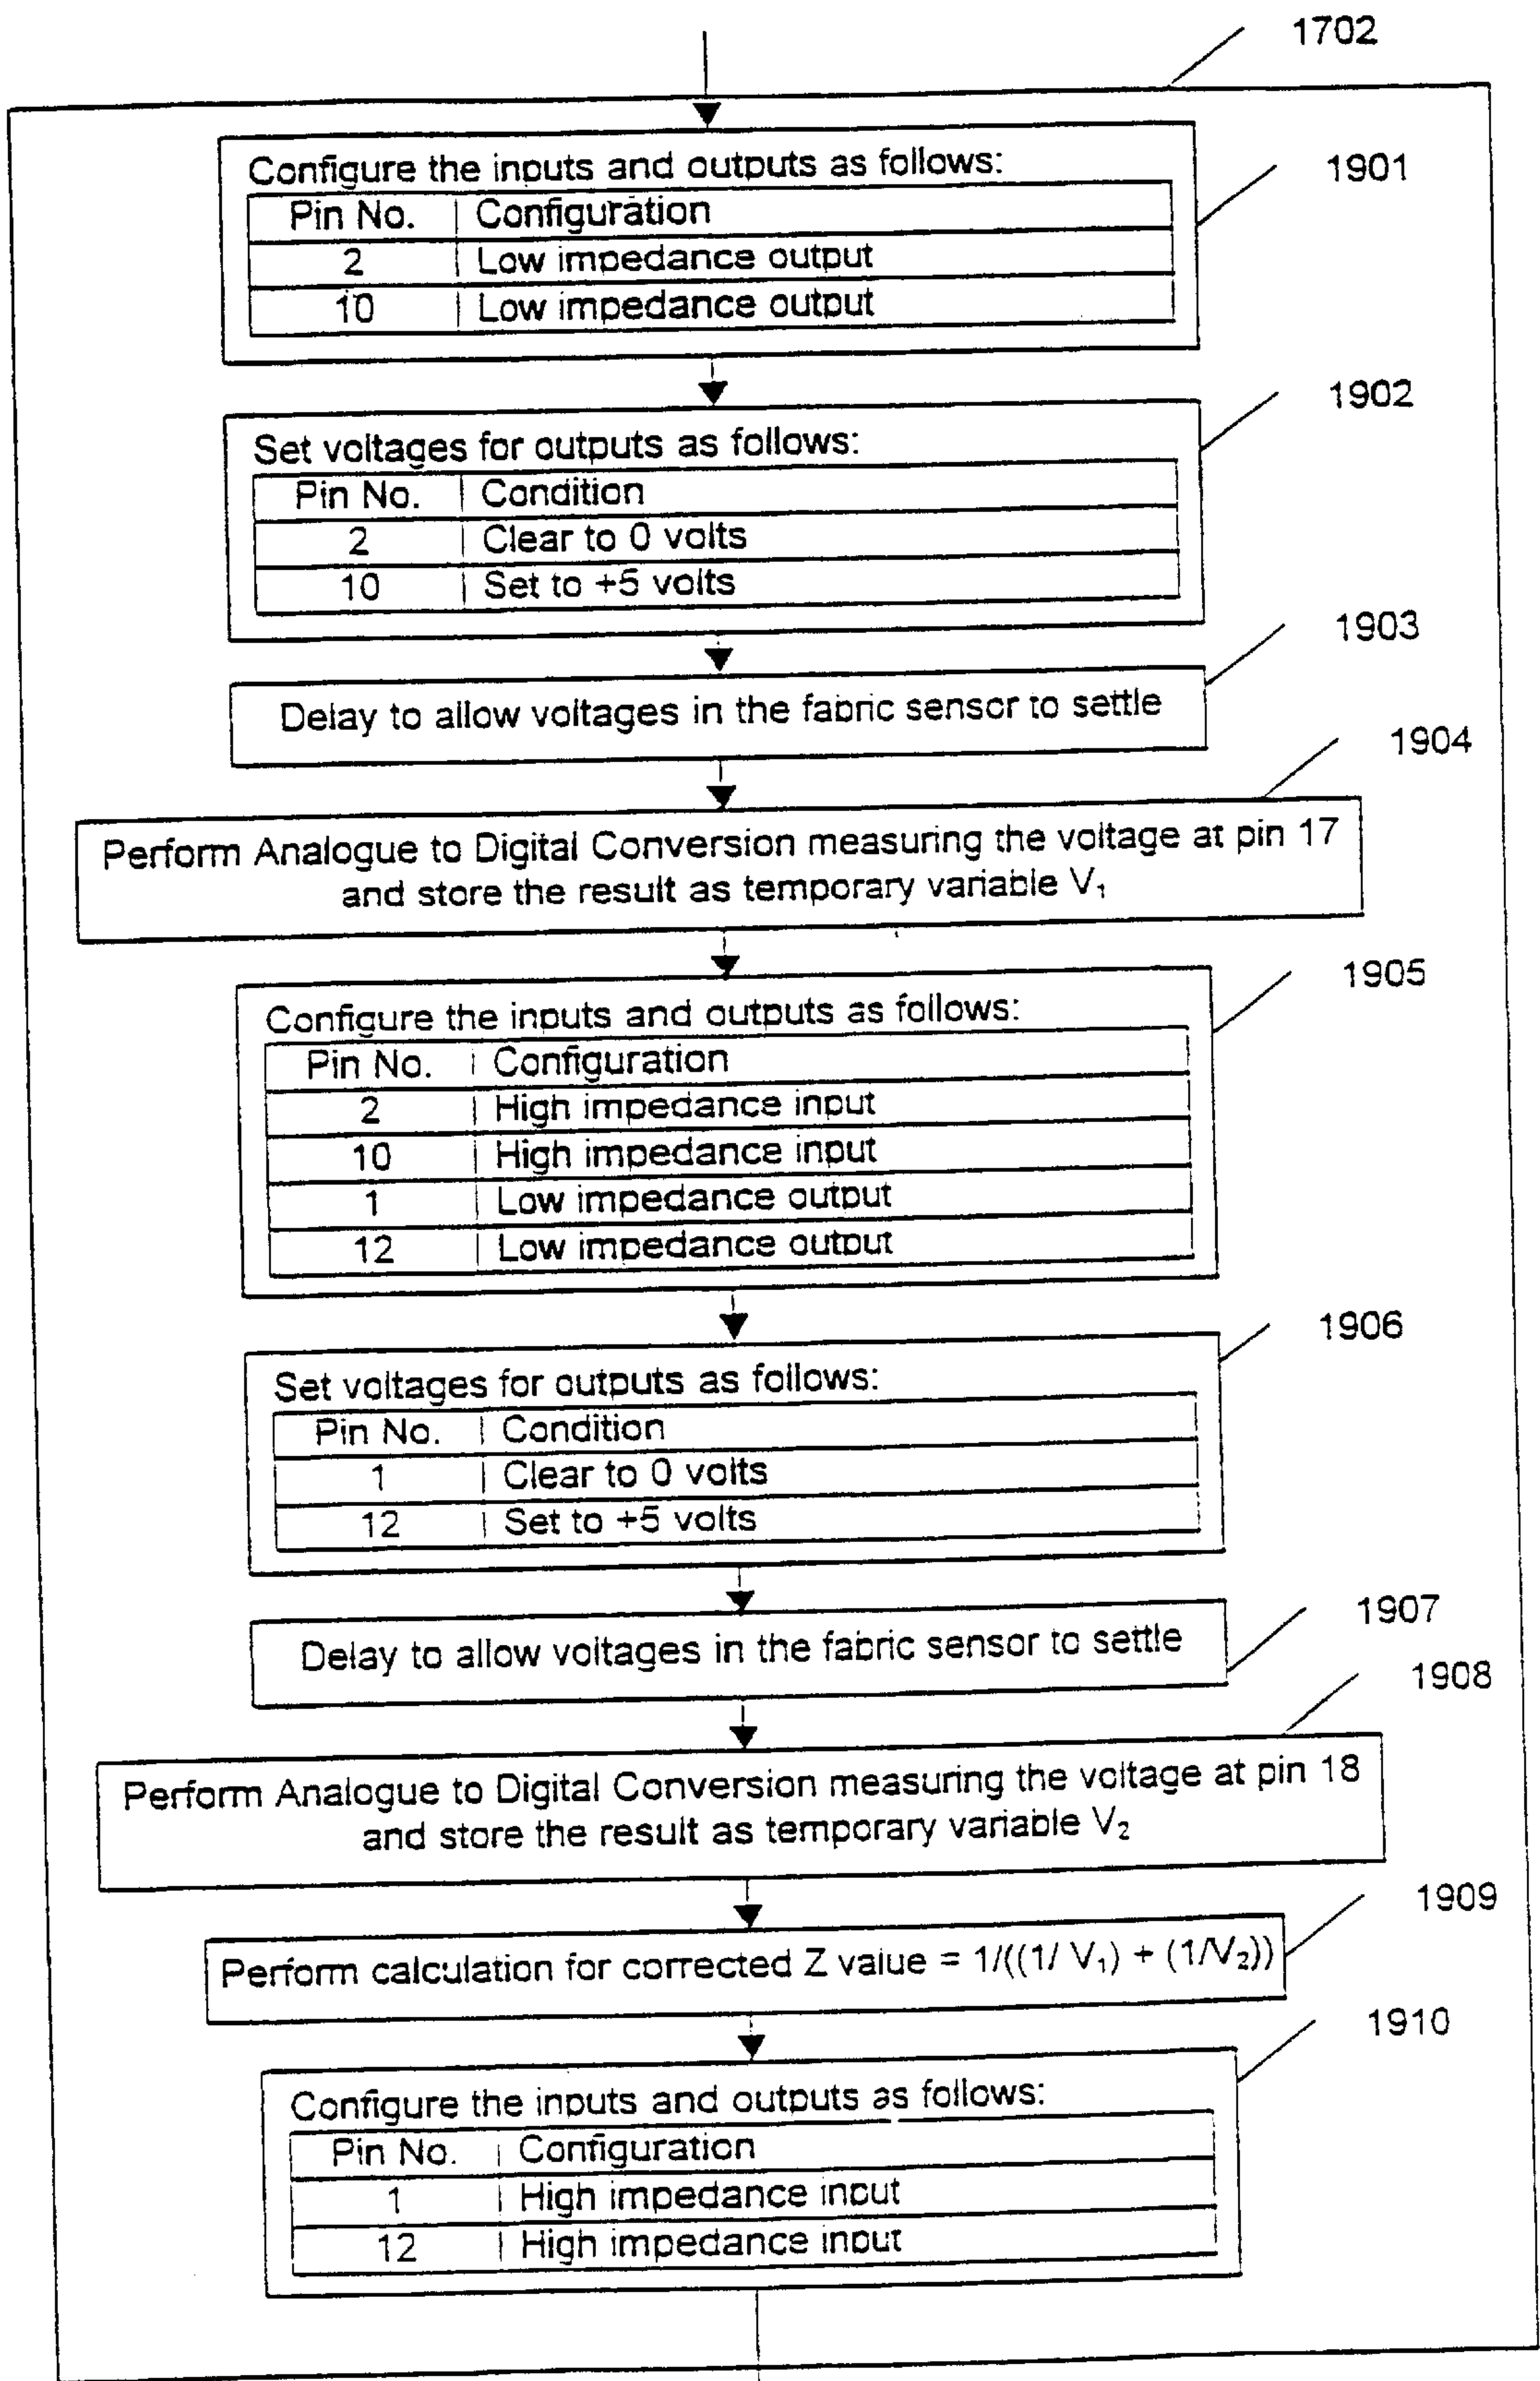 1702
Configure the inputs and outputs as follows:
1901
Pin No. Configuration
2 Low impedance output
10 Low impedance output
1902
Set voltages for outputs as follows:
Pin No. Condition
2 Clear to 0 volts
10 Set to +5 volts
1903
Delay to allow voltages in the fabric sensor to settle
1904
Perform Analogue to Digital Conversion measuring the voltage at pin 17
and store the result as temporary variable V₁
1905
Configure the inputs and outputs as follows:
Pin No. Configuration
2 High impedance input
10 High impedance input
1 Low impedance output
12 Low impedance output
1906
Set voltages for outputs as follows:
Pin No. Condition
1 Clear to 0 volts
12 Set to +5 volts
1907
Delay to allow voltages in the fabric sensor to settle
1908
Perform Analogue to Digital Conversion measuring the voltage at pin 18
and store the result as temporary variable V₂
1909
Perform calculation for corrected Z value = 1/((1/ V₁) + (1/V₂))
1910
Configure the inputs and outputs as follows:
Pin No. Configuration
1 High impedance input
12 High impedance input